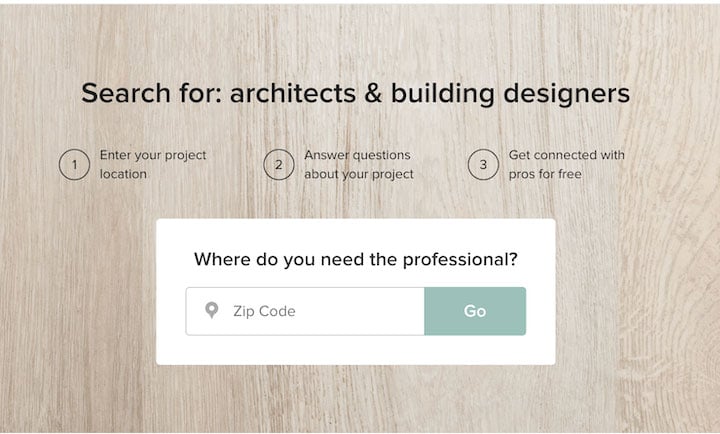 Search for: architects & building designers
1
Enter your project
location
2
Answer questions
about your project
3
Get connected with
pros for free
Where do you need the professional?
Zip Code
Go